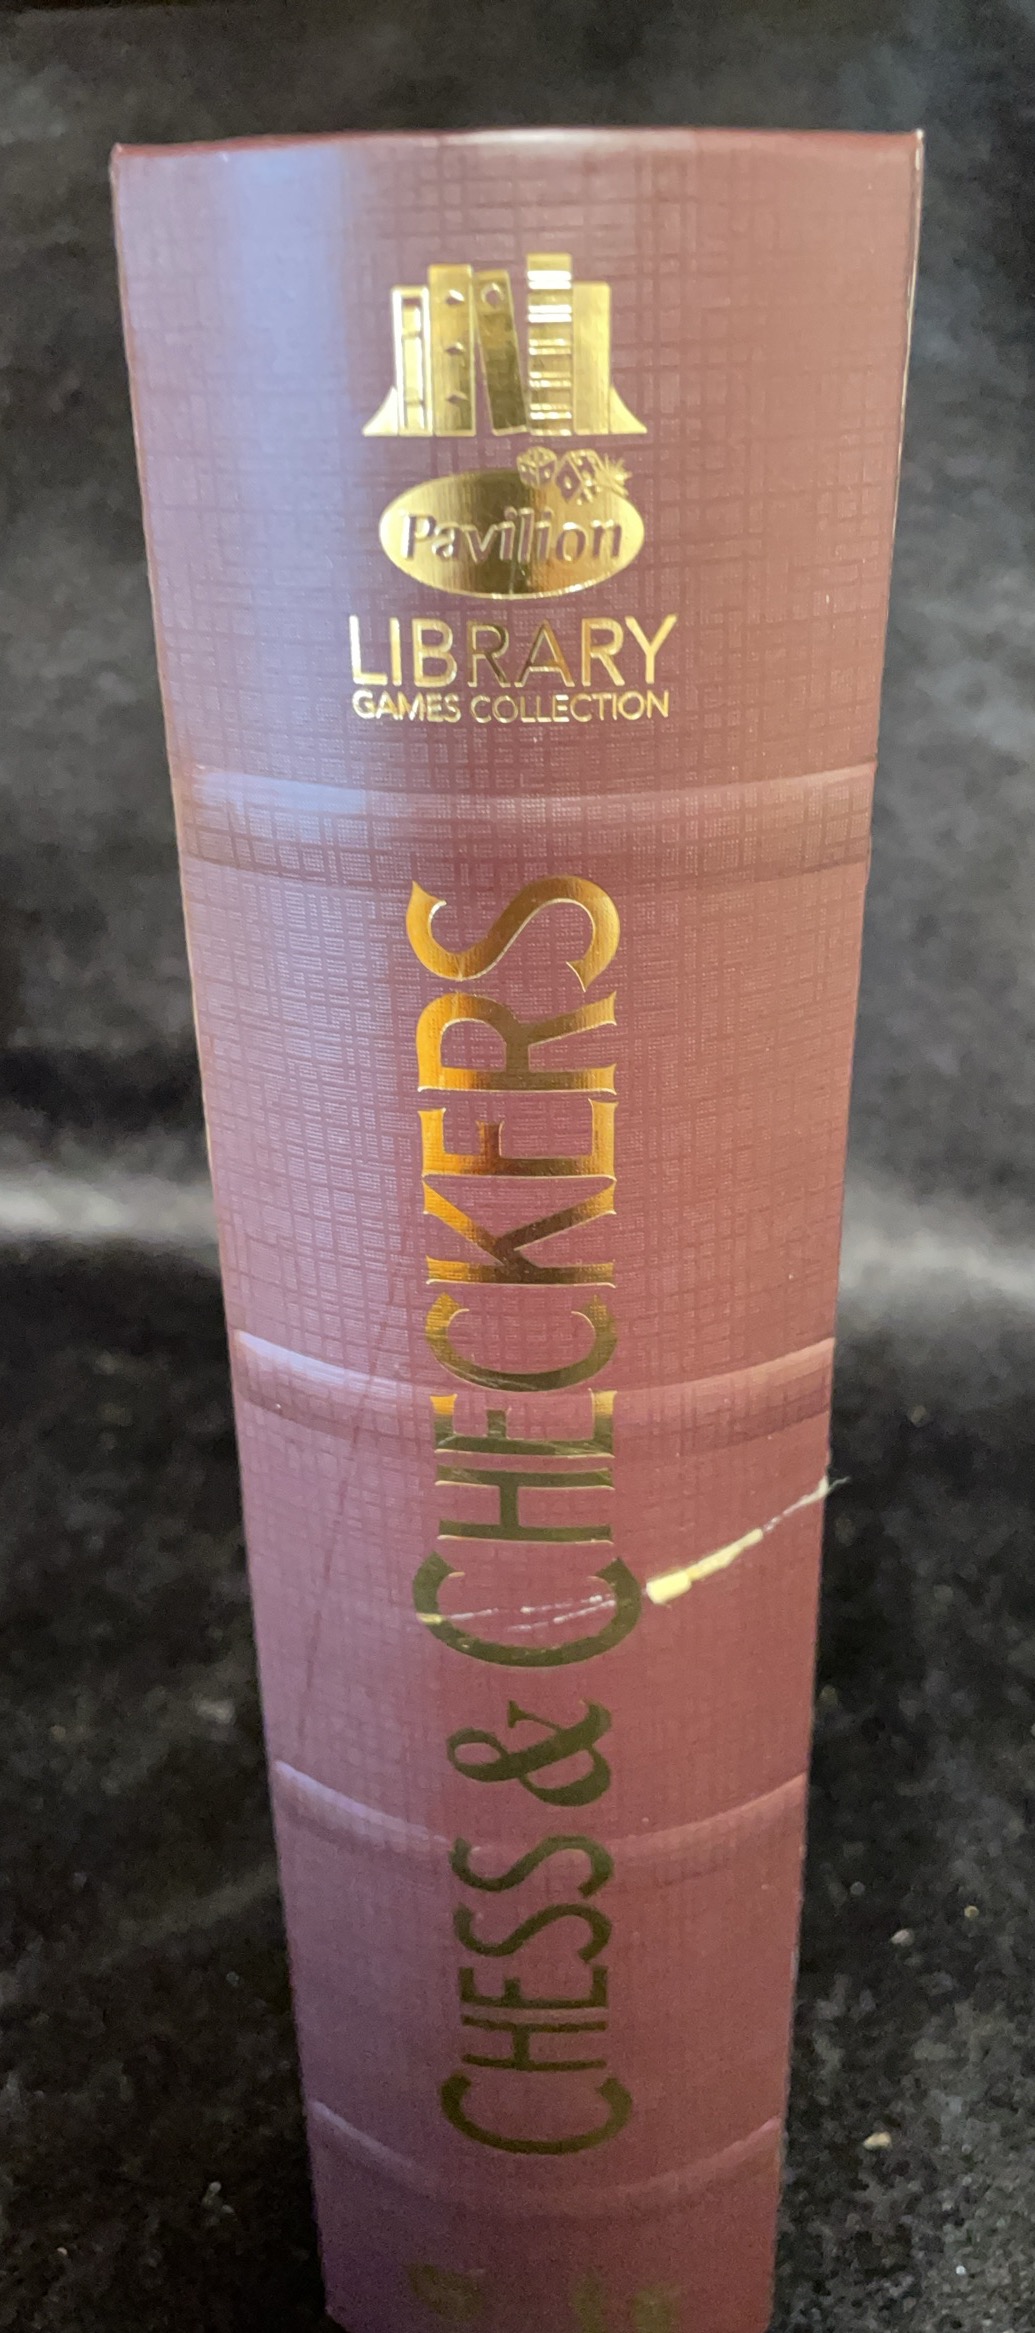 Pavilion
LIBRARY
GAMES COLLECTION
CHESS & CHECKERS